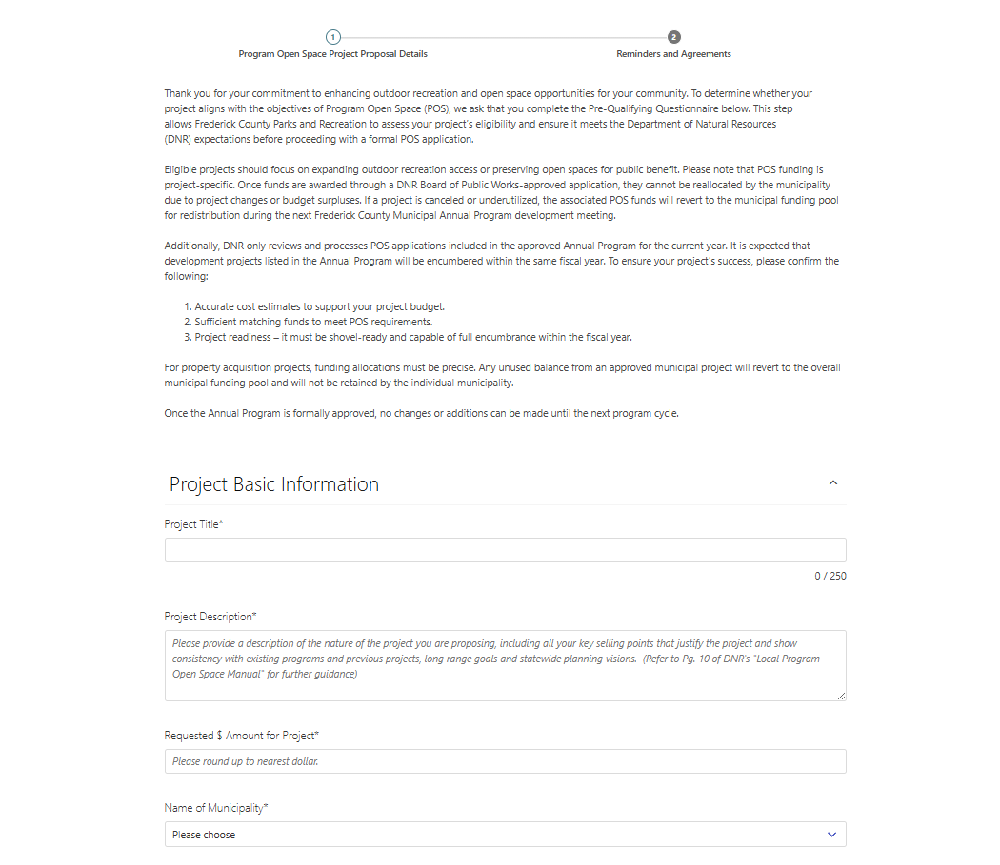 1
2
Program Open Space Project Proposal Details
Reminders and Agreements
Thank you for your commitment to enhancing outdoor recreation and open space opportunities for your community. To determine whether your
project aligns with the objectives of Program Open Space (POS), we ask that you complete the Pre-Qualifying Questionnaire below. This step
allows Frederick County Parks and Recreation to assess your project's eligibility and ensure it meets the Department of Natural Resources
(DNR) expectations before proceeding with a formal POS application.
Eligible projects should focus on expanding outdoor recreation access or preserving open spaces for public benefit. Please note that POS funding is
project-specific. Once funds are awarded through a DNR Board of Public Works-approved application, they cannot be reallocated by the municipality
due to project changes or budget surpluses. If a project is canceled or underutilized, the associated POS funds will revert to the municipal funding pool
for redistribution during the next Frederick County Municipal Annual Program development meeting.
Additionally, DNR only reviews and processes POS applications included in the approved Annual Program for the current year. It is expected that
development projects listed in the Annual Program will be encumbered within the same fiscal year. To ensure your project's success, please confirm the
following:
1. Accurate cost estimates to support your project budget.
2. Sufficient matching funds to meet POS requirements.
3. Project readiness – it must be shovel-ready and capable of full encumbrance within the fiscal year.
For property acquisition projects, funding allocations must be precise. Any unused balance from an approved municipal project will revert to the overall
municipal funding pool and will not be retained by the individual municipality.
Once the Annual Program is formally approved, no changes or additions can be made until the next program cycle.
Project Basic Information
Project Title*
0 / 250
Project Description*
Please provide a description of the nature of the project you are proposing, including all your key selling points that justify the project and show
consistency with existing programs and previous projects, long range goals and statewide planning visions. (Refer to Pg. 10 of DNR's "Local Program
Open Space Manual" for further guidance)
Requested $ Amount for Project*
Please round up to nearest dollar.
Name of Municipality*
Please choose